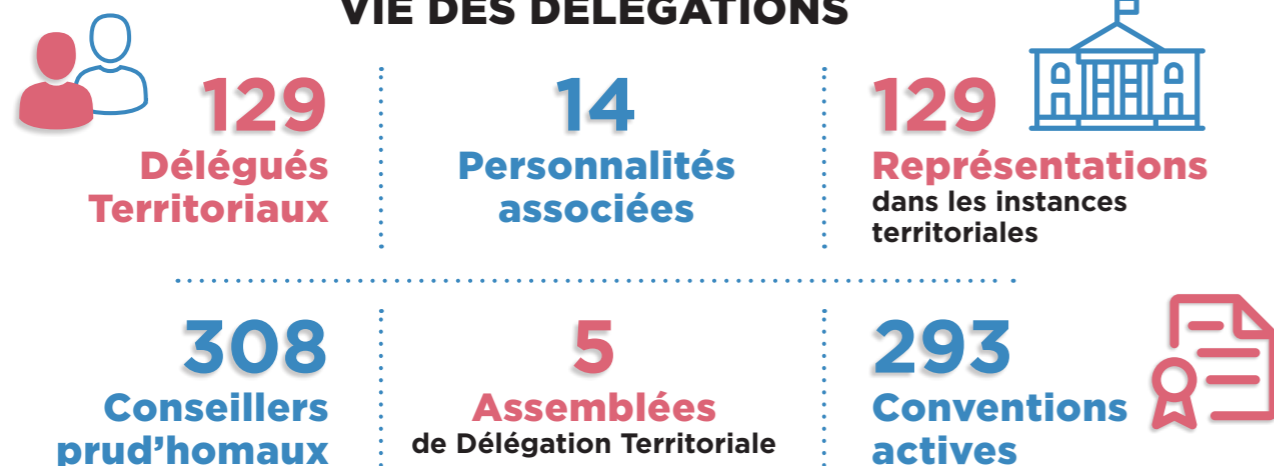 VIE DES DÉLÉGATIONS
129
Délégués
Territoriaux
14
Personnalités
associées
129
Représentations
dans les instances
territoriales
308
Conseillers
prud'homaux
5
Assemblées
de Délégation Territoriale
293
Conventions
actives